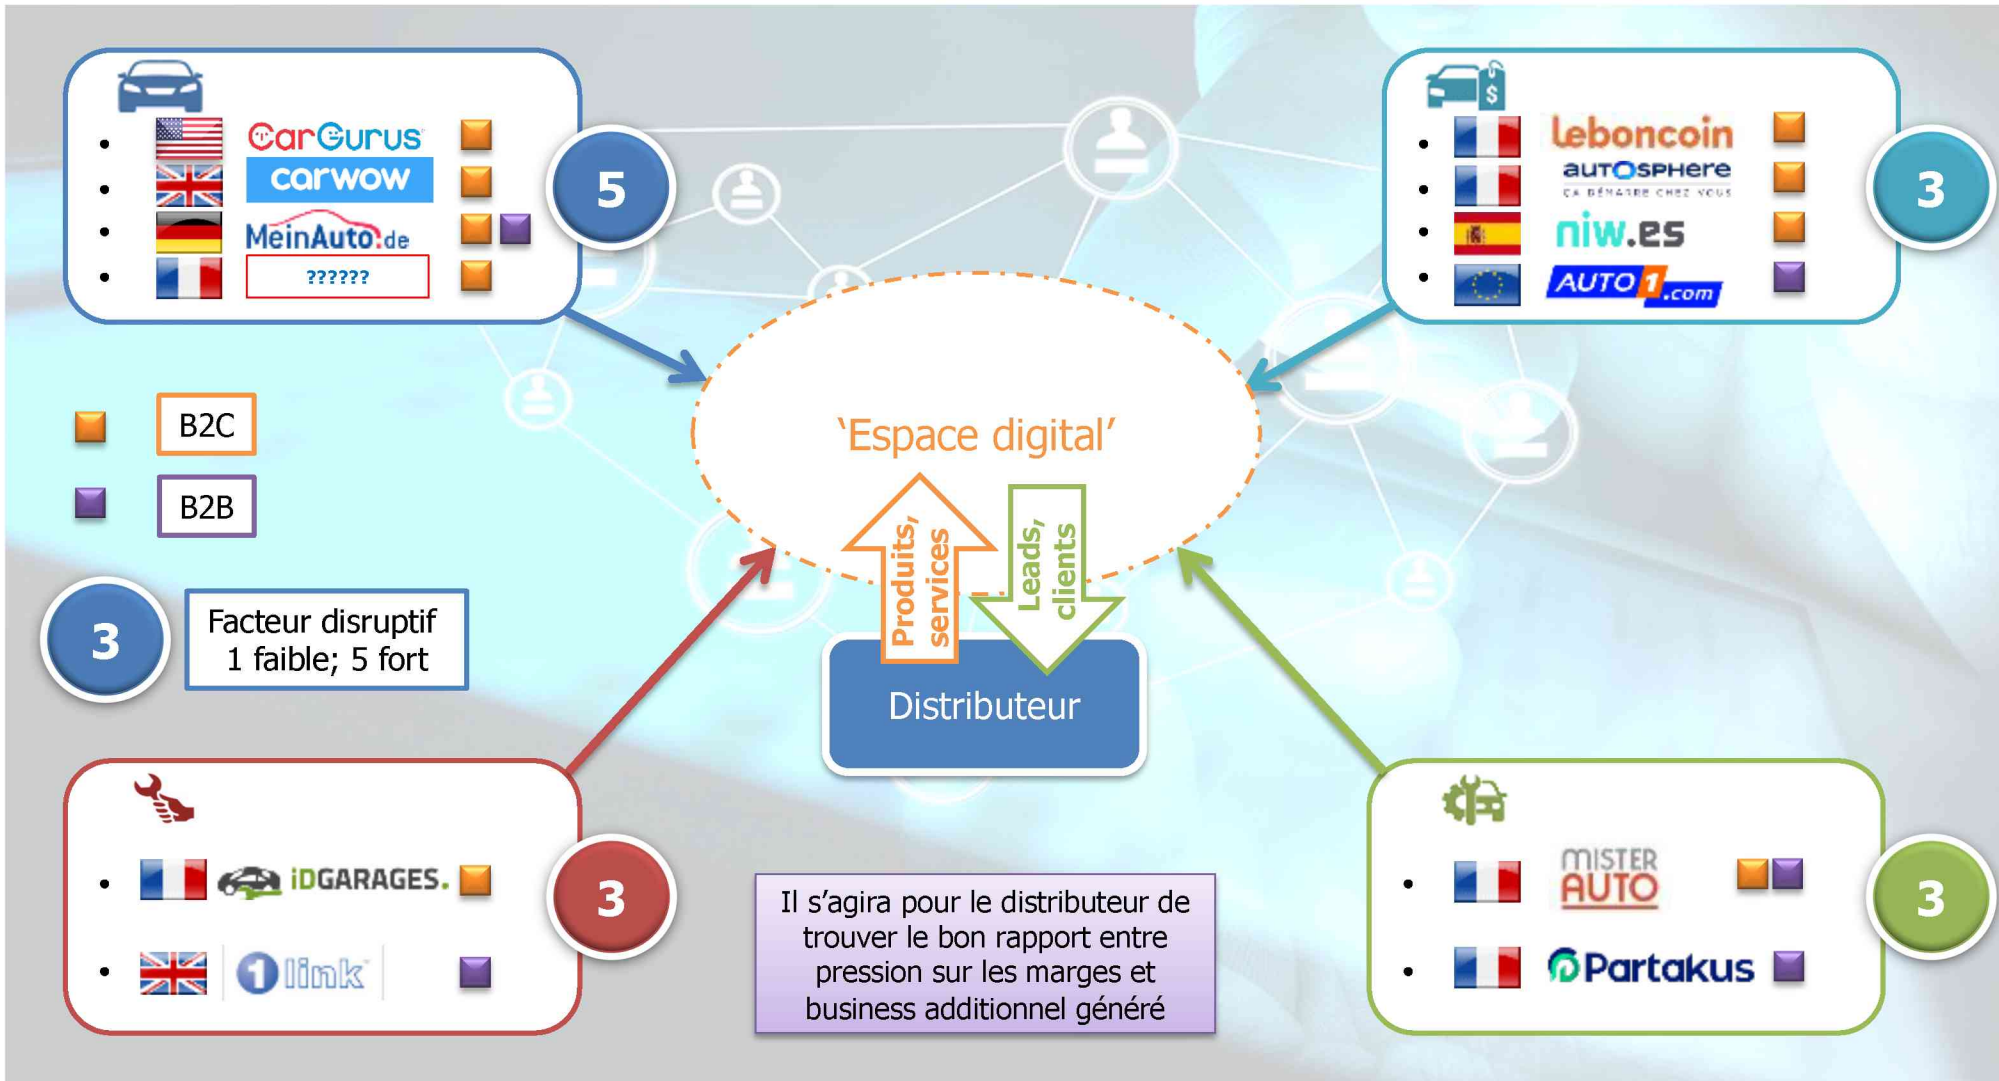 CarGurus
carwow
MeinAuto.de
??????
5
$
leboncoin
AUTOSPHERE
ÇA DÉMARRE CHEZ VOUS
niw.es
AUTO1.com
3
B2C
B2B
3
Facteur disruptif
1 faible; 5 fort
‘Espace digital’
Produits,
services
Leads,
clients
Distributeur
iDGARAGES.
1link
3
Il s’agira pour le distributeur de
trouver le bon rapport entre
pression sur les marges et
business additionnel généré
MISTER
AUTO
Partakus
3